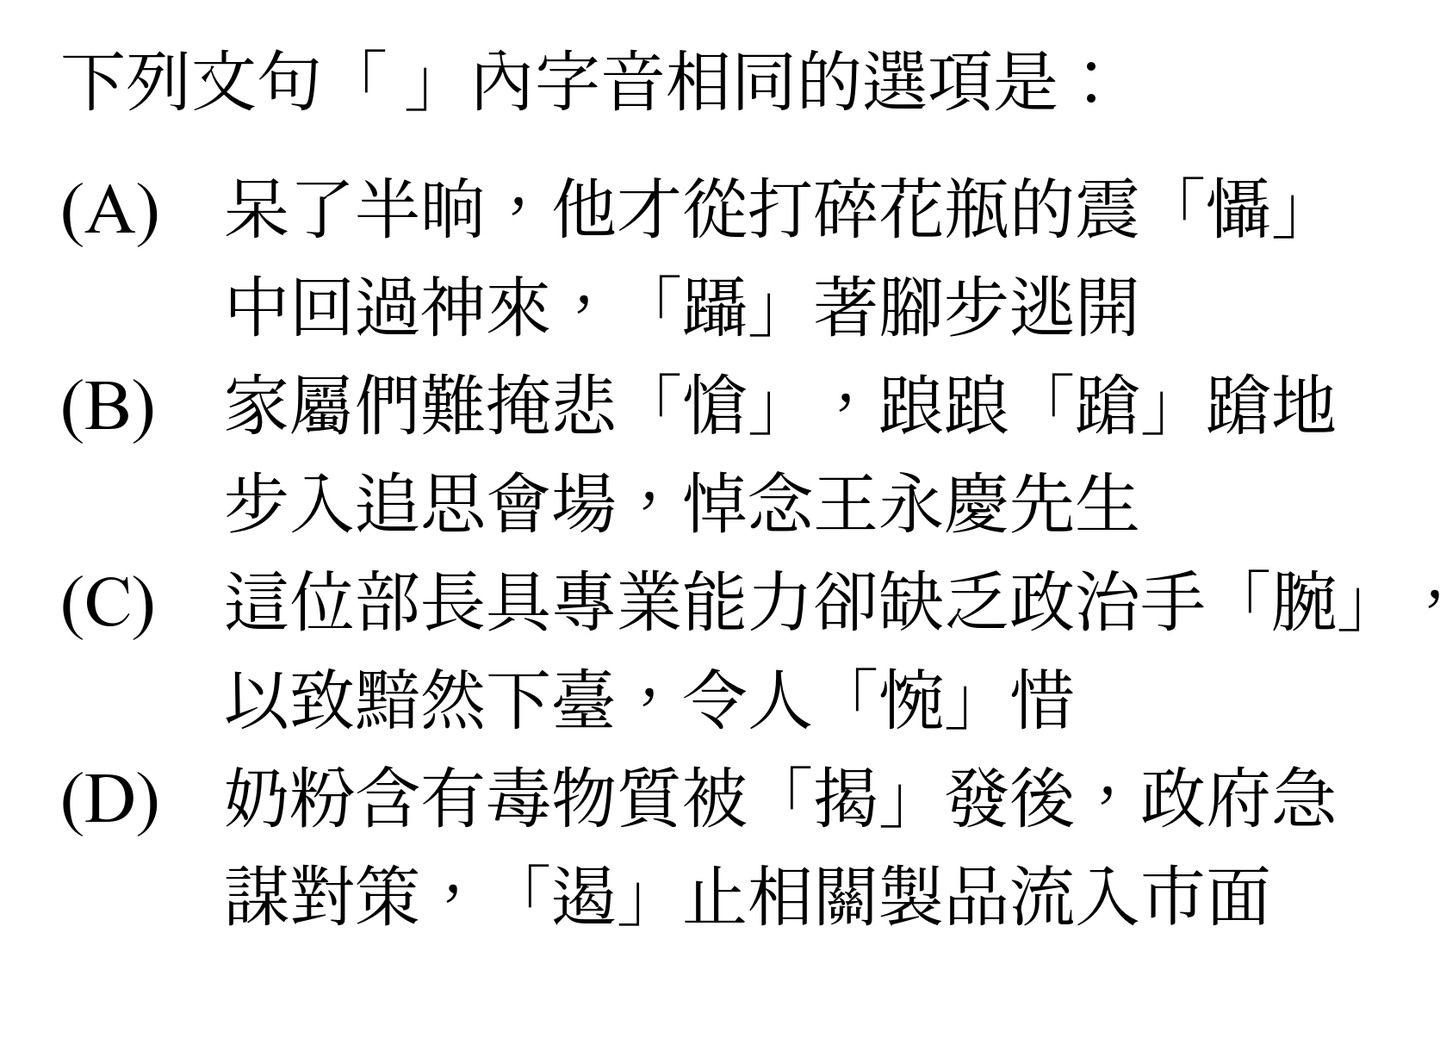 下列文句「 」內字音相同的選項是：
(A) 呆了半晌，他才從打碎花瓶的震「懾」
中回過神來，「躡」著腳步逃開
(B) 家屬們難掩悲「愴」，踉踉「蹌」蹌地
步入追思會場，悼念王永慶先生
(C) 這位部長具專業能力卻缺乏政治手「腕」，
以致黯然下臺，令人「惋」惜
(D) 奶粉含有毒物質被「揭」發後，政府急
謀對策，「遏」止相關製品流入市面